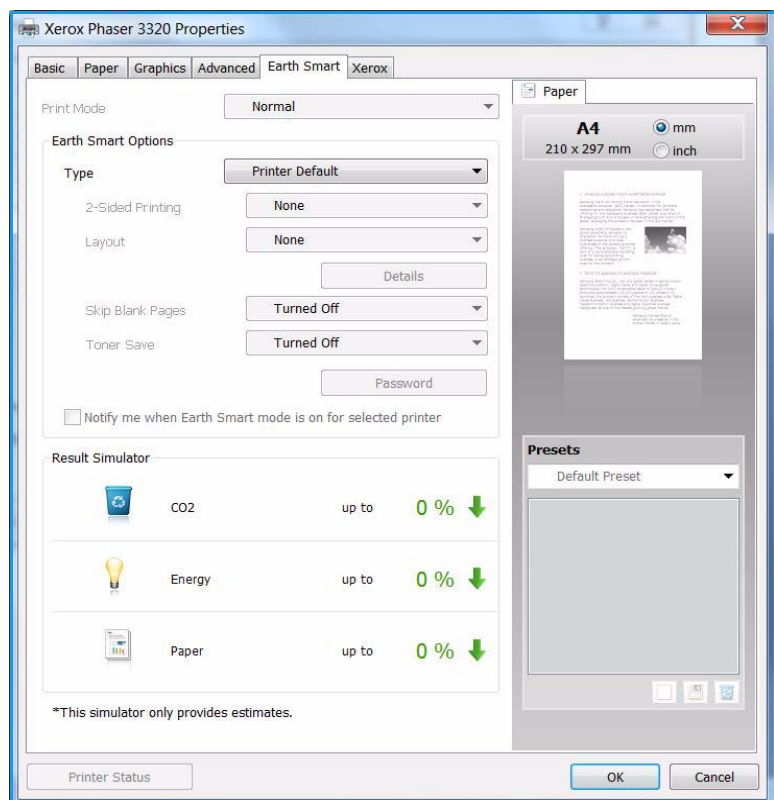 Xerox Phaser 3320 Properties
Basic Paper Graphics Advanced Earth Smart Xerox
Print Mode Normal
Earth Smart Options
Type Printer Default
2-Sided Printing None
Layout None
Details
Skip Blank Pages Turned Off
Toner Save Turned Off
Password
Notify me when Earth Smart mode is on for selected printer
Result Simulator
CO2 up to 0 %
Energy up to 0 %
Paper up to 0 %
*This simulator only provides estimates.
Paper
A4 mm
210 x 297 mm inch
Presets
Default Preset
Printer Status OK Cancel